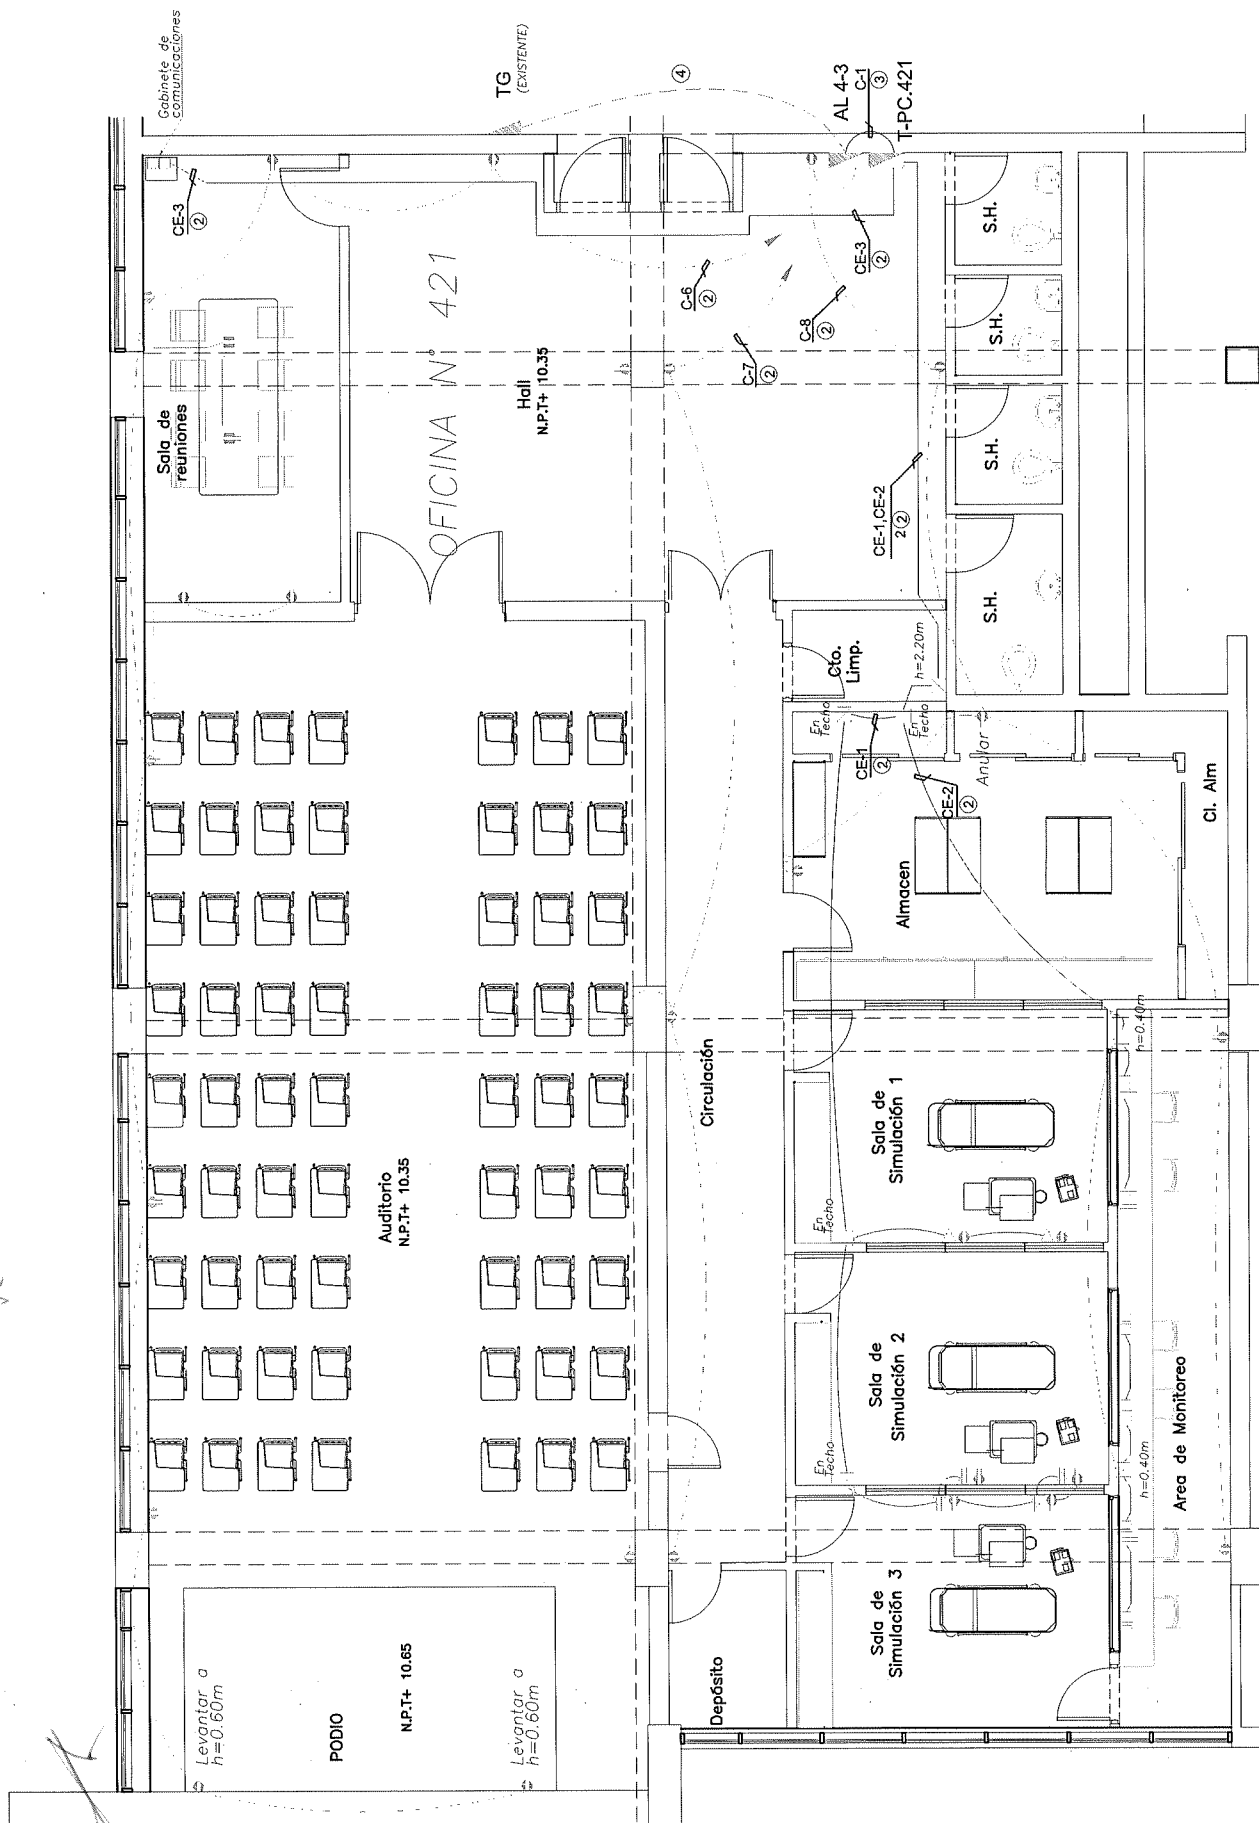 Gabinete de
comunicaciones
TG
(EXISTENTE)
4
AL 4-3
C-1
3
T-PC.421
CE-3
2
Sala de
reuniones
OFICINA N° 421
Hall
N.P.T+ 10.35
C-6
2
C-7
2
C-8
2
CE-3
2
CE-1,CE-2
2 2
S.H.
S.H.
S.H.
S.H.
Cto.
Limp.
h=2.20m
En
Techo
En
Techo
CE-1
2
CE-2
2
Anular
Almacen
Cl. Alm
Circulación
Auditorio
N.P.T+ 10.35
Sala de
Simulación 1
h=0.40m
En
Techo
Sala de
Simulación 2
En
Techo
h=0.40m
Area de Monitoreo
Sala de
Simulación 3
Depósito
Levantar a
h=0.60m
PODIO
N.P.T+ 10.65
Levantar a
h=0.60m